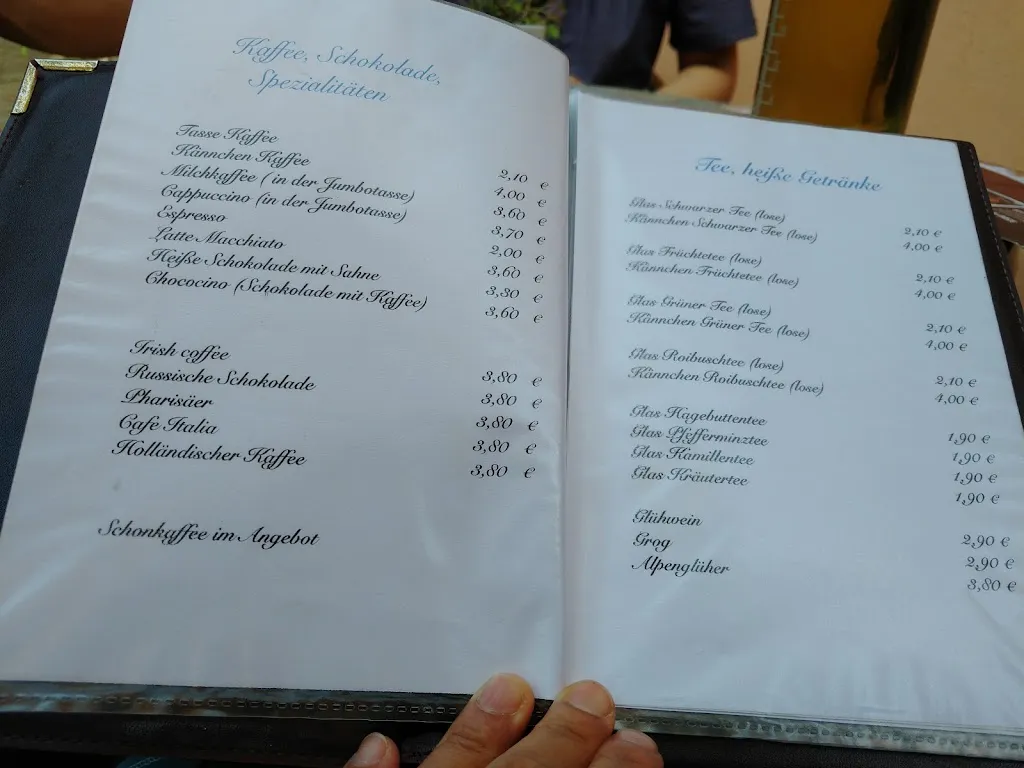 Kaffee, Schokolade,
Spezialitäten
Tasse Kaffee 2,10 €
Kännchen Kaffee 4,00 €
Milchkaffee (in der Jumbotasse) 3,60 €
Cappuccino (in der Jumbotasse) 3,70 €
Espresso 2,00 €
Latte Macchiato 3,60 €
Heiße Schokolade mit Sahne 3,30 €
Chococino (Schokolade mit Kaffee) 3,60 €
Irish coffee 3,80 €
Russische Schokolade 3,80 €
Pharisäer 3,80 €
Cafe Italia 3,80 €
Holländischer Kaffee 3,80 €
Schonkaffee im Angebot
Tee, heiße Getränke
Glas Schwarzer Tee (lose) 2,10 €
Kännchen Schwarzer Tee (lose) 4,00 €
Glas Früchtetee (lose) 2,10 €
Kännchen Früchtetee (lose) 4,00 €
Glas Grüner Tee (lose) 2,10 €
Kännchen Grüner Tee (lose) 4,00 €
Glas Roibuschtee (lose) 2,10 €
Kännchen Roibuschtee (lose) 4,00 €
Glas Hagebuttentee 1,90 €
Glas Pfefferminztee 1,90 €
Glas Kamillentee 1,90 €
Glas Kräutertee 1,90 €
Glühwein 2,90 €
Grog 2,90 €
Alpenglüher 3,80 €